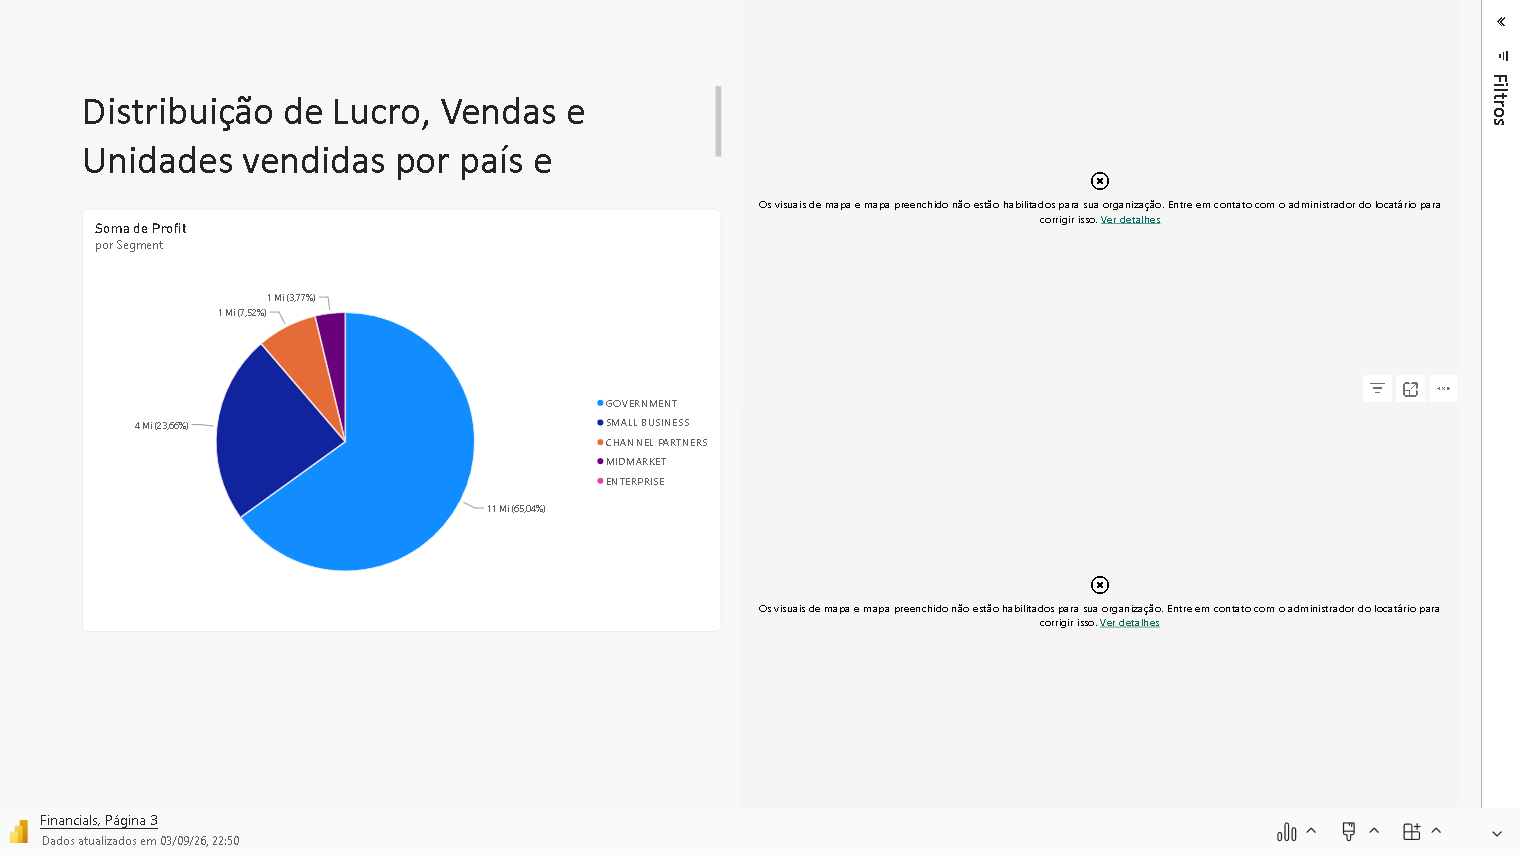 Distribuição de Lucro, Vendas e
Unidades vendidas por país e
Soma de Profit
por Segment
1 Mi (3,77%)
1 Mi (7,52%)
4 Mi (23,66%)
11 Mi (65,04%)
GOVERNMENT
SMALL BUSINESS
CHANNEL PARTNERS
MIDMARKET
ENTERPRISE
Os visuais de mapa e mapa preenchido não estão habilitados para sua organização. Entre em contato com o administrador do locatário para
corrigir isso. Ver detalhes
Os visuais de mapa e mapa preenchido não estão habilitados para sua organização. Entre em contato com o administrador do locatário para
corrigir isso. Ver detalhes
Filtros
Financials, Página 3
Dados atualizados em 03/09/26, 22:50